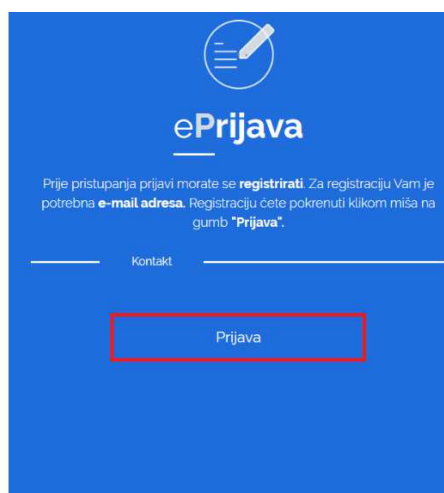 ePrijava
Prije pristupanja prijavi morate se registrirati. Za registraciju Vam je
potrebna e-mail adresa. Registraciju ćete pokrenuti klikom miša na
gumb "Prijava".
Kontakt
Prijava